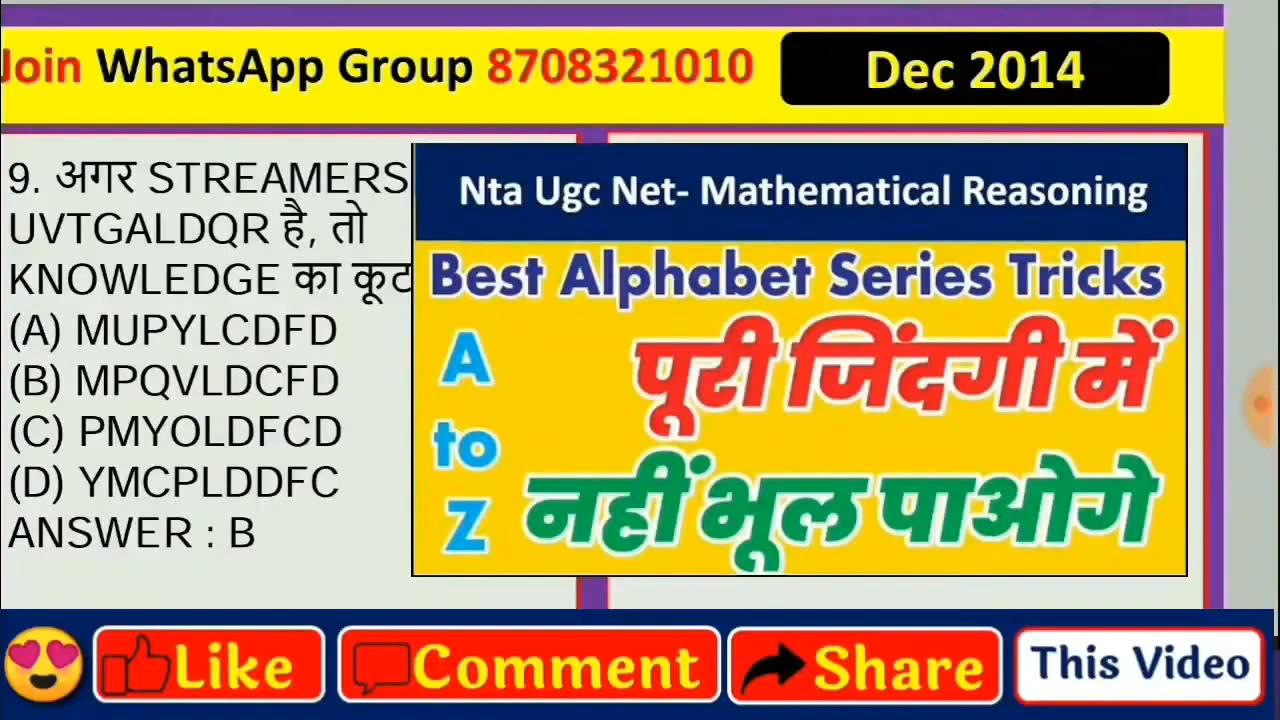 Join WhatsApp Group 8708321010
Dec 2014
9. अगर STREAMERS
UVTGALDQR है, तो
KNOWLEDGE का कूट
(A) MUPYLCDFD
(B) MPQVLDCFD
(C) PMYOLDFCD
(D) YMCPLDDFC
ANSWER : B
Nta Ugc Net- Mathematical Reasoning
Best Alphabet Series Tricks
A
to
Z
पूरी जिंदगी में
नहीं भूल पाओगे
Like
Comment
Share
This Video